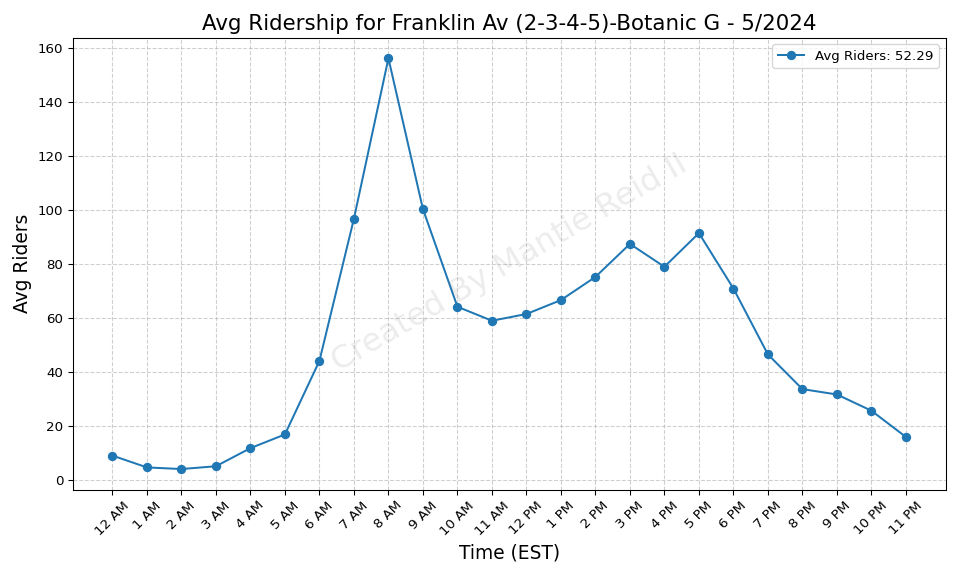 Avg Ridership for Franklin Av (2-3-4-5)-Botanic G - 5/2024
Avg Riders: 52.29
160
140
120
100
80
60
40
20
0
Avg Riders
Created By Mantle Reid II
12 AM
1 AM
2 AM
3 AM
4 AM
5 AM
6 AM
7 AM
8 AM
9 AM
10 AM
11 AM
12 PM
1 PM
2 PM
3 PM
4 PM
5 PM
6 PM
7 PM
8 PM
9 PM
10 PM
11 PM
Time (EST)